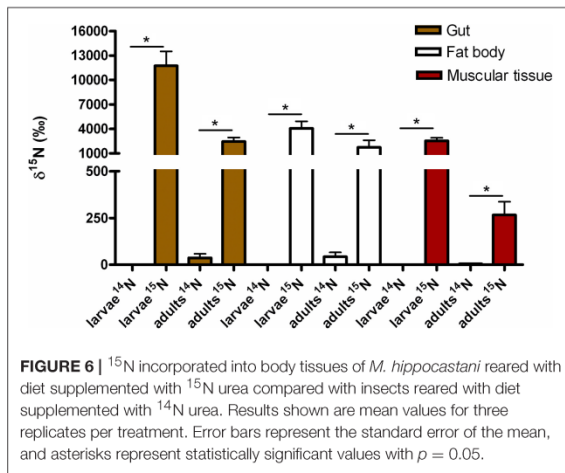 16000
13000
10000
7000
4000
1000
500
250
0
δ¹⁵N (‰)
* * * * * *
Gut
Fat body
Muscular tissue
larvae ¹⁴N
larvae ¹⁵N
adults ¹⁴N
adults ¹⁵N
larvae ¹⁴N
larvae ¹⁵N
adults ¹⁴N
adults ¹⁵N
larvae ¹⁴N
larvae ¹⁵N
adults ¹⁴N
adults ¹⁵N
FIGURE 6 | ¹⁵N incorporated into body tissues of M. hippocastani reared with
diet supplemented with ¹⁵N urea compared with insects reared with diet
supplemented with ¹⁴N urea. Results shown are mean values for three
replicates per treatment. Error bars represent the standard error of the mean,
and asterisks represent statistically significant values with p = 0.05.